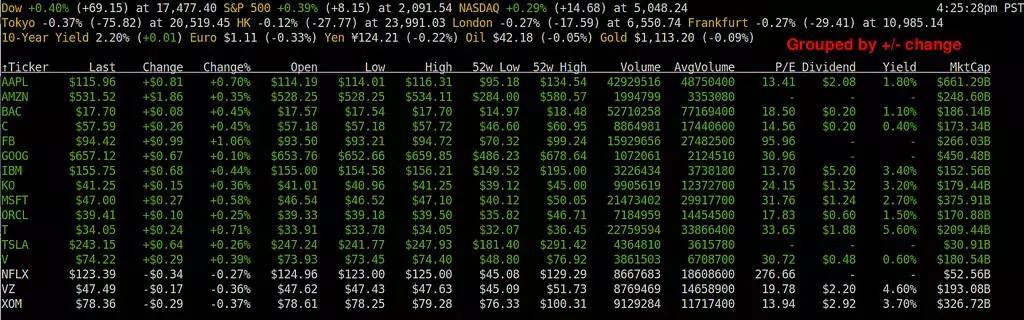 Dow +0.40% (+69.15) at 17,477.40 S&P 500 +0.39% (+8.15) at 2,091.54 NASDAQ +0.29% (+14.68) at 5,048.24 4:25:28pm PST
Tokyo -0.37% (-75.82) at 20,519.45 HK -0.12% (-27.77) at 23,991.03 London -0.27% (-17.59) at 6,550.74 Frankfurt -0.27% (-29.41) at 10,985.14
10-Year Yield 2.20% (+0.01) Euro $1.11 (-0.33%) Yen ¥124.21 (-0.22%) Oil $42.18 (-0.05%) Gold $1,113.20 (-0.09%)
Grouped by +/- change
↑Ticker Last Change Change% Open Low High 52w Low 52w High Volume AvgVolume P/E Dividend Yield MktCap
AAPL $115.96 +$0.81 +0.70% $114.19 $114.01 $116.31 $95.18 $134.54 42929516 48750400 13.41 $2.08 1.80% $661.29B
AMZN $531.52 +$1.86 +0.35% $528.25 $528.25 $534.11 $284.00 $580.57 1994799 3353080 - - - $248.60B
BAC $17.70 +$0.08 +0.45% $17.57 $17.54 $17.70 $14.97 $18.48 52710258 77169400 18.50 $0.20 1.10% $186.14B
C $57.59 +$0.26 +0.45% $57.18 $57.18 $57.72 $46.60 $60.95 8864981 17440600 14.56 $0.20 0.40% $173.34B
FB $94.42 +$0.99 +1.06% $93.50 $93.21 $94.72 $70.32 $99.24 15929656 27482500 95.96 - - $266.03B
GOOG $657.12 +$0.67 +0.10% $653.76 $652.66 $659.85 $486.23 $678.64 1072061 2124510 30.96 - - $450.48B
IBM $155.75 +$0.68 +0.44% $155.00 $154.58 $156.21 $149.52 $195.00 3226434 3738180 13.70 $5.20 3.40% $152.56B
KO $41.25 +$0.15 +0.36% $41.01 $40.96 $41.25 $39.12 $45.00 9905619 12372700 24.15 $1.32 3.20% $179.44B
MSFT $47.00 +$0.27 +0.58% $46.54 $46.52 $47.10 $40.12 $50.05 21473402 29917700 31.76 $1.24 2.70% $375.91B
ORCL $39.41 +$0.10 +0.25% $39.33 $39.18 $39.50 $35.82 $46.71 7184959 14454500 17.83 $0.60 1.50% $170.88B
T $34.05 +$0.24 +0.71% $33.91 $33.78 $34.05 $32.07 $36.45 22759594 33866400 33.65 $1.88 5.60% $209.44B
TSLA $243.15 +$0.64 +0.26% $247.24 $241.77 $247.93 $181.40 $291.42 4364810 3615780 - - - $30.91B
V $74.22 +$0.29 +0.39% $73.93 $73.45 $74.40 $48.80 $76.92 3861503 6708700 30.72 $0.48 0.60% $180.54B
NFLX $123.39 -$0.34 -0.27% $124.96 $123.00 $125.00 $45.08 $129.29 8667683 18608600 276.66 - - $52.56B
VZ $47.49 -$0.17 -0.36% $47.62 $47.43 $47.63 $45.09 $51.73 8769469 14658900 19.78 $2.20 4.60% $193.08B
XOM $78.36 -$0.29 -0.37% $78.61 $78.25 $79.28 $76.33 $100.31 9129284 11717400 13.94 $2.92 3.70% $326.72B